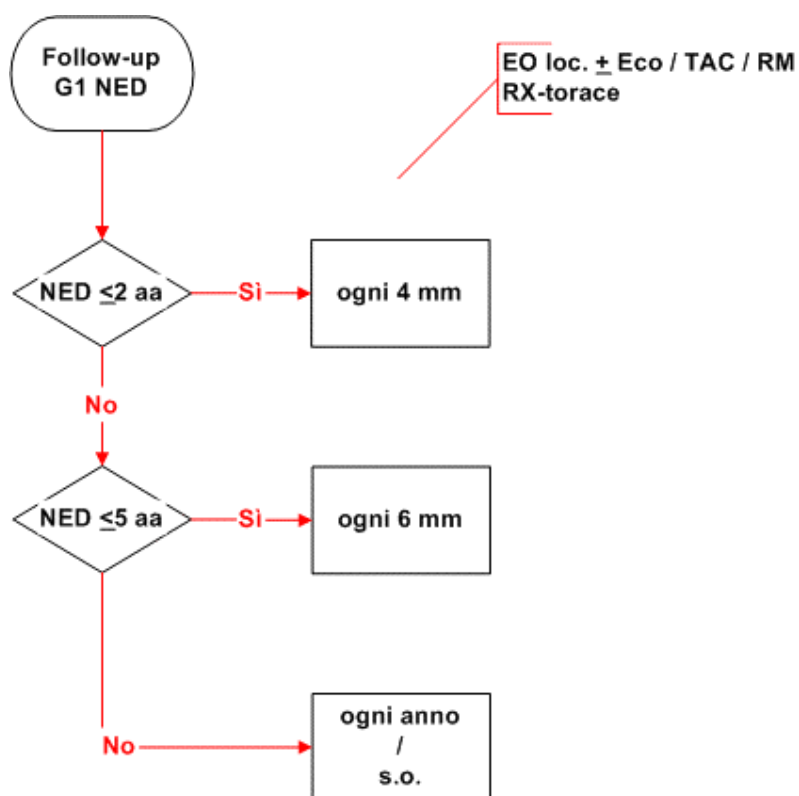 Follow-up
G1 NED
EO loc. ± Eco / TAC / RM
RX-torace
NED ≤2 aa
Sì
ogni 4 mm
No
NED ≤5 aa
Sì
ogni 6 mm
No
ogni anno
/
s.o.